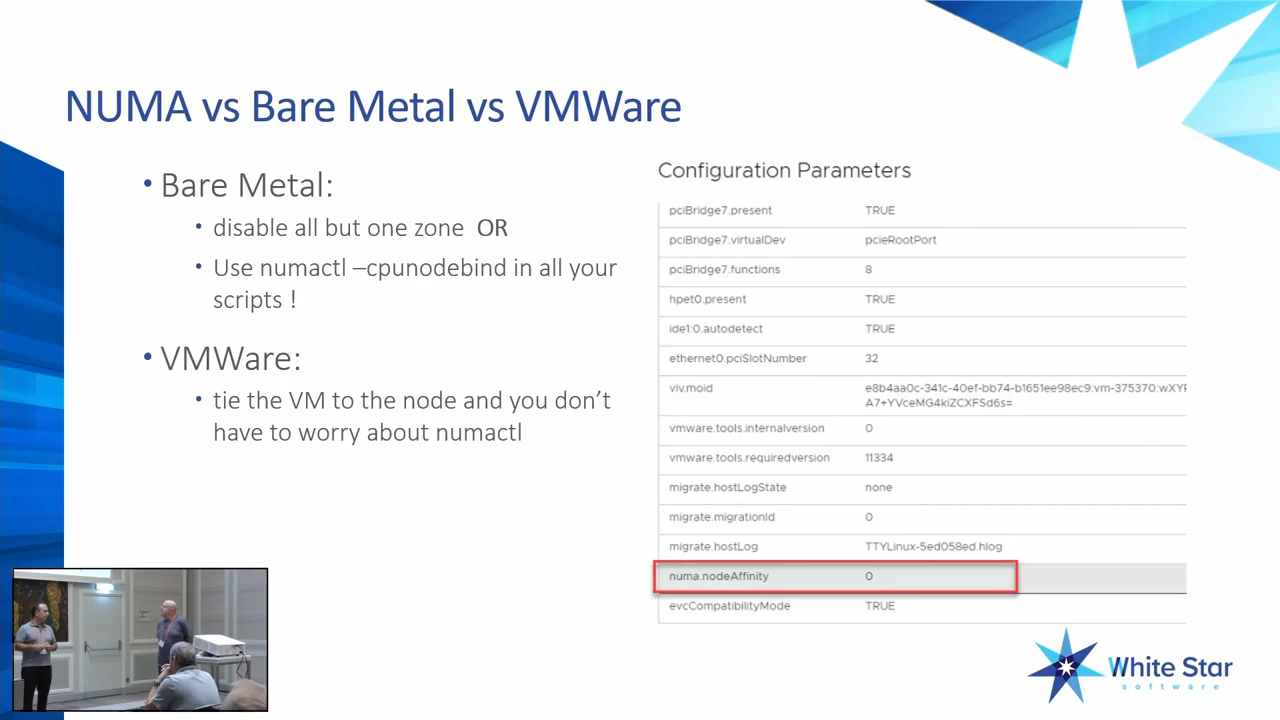 NUMA vs Bare Metal vs VMWare
• Bare Metal:
• disable all but one zone OR
• Use numactl –cpunodebind in all your
scripts !
• VMWare:
• tie the VM to the node and you don’t
have to worry about numactl
Configuration Parameters
pciBridge7.present TRUE
pciBridge7.virtualDev pcieRootPort
pciBridge7.functions 8
hpet0.present TRUE
ide1:0.autodetect TRUE
ethernet0.pciSlotNumber 32
viv.moid e8b4aa0c-341c-40ef-bb74-b1651ee98ec9:vm-375370:wXYF
A7+YVceMG4kiZCXFSd6s=
vmware.tools.internalversion 0
vmware.tools.requiredversion 11334
migrate.hostLogState none
migrate.migrationId 0
migrate.hostLog TTYLinux-5ed058ed.hlog
numa.nodeAffinity 0
evcCompatibilityMode TRUE
White Star
software